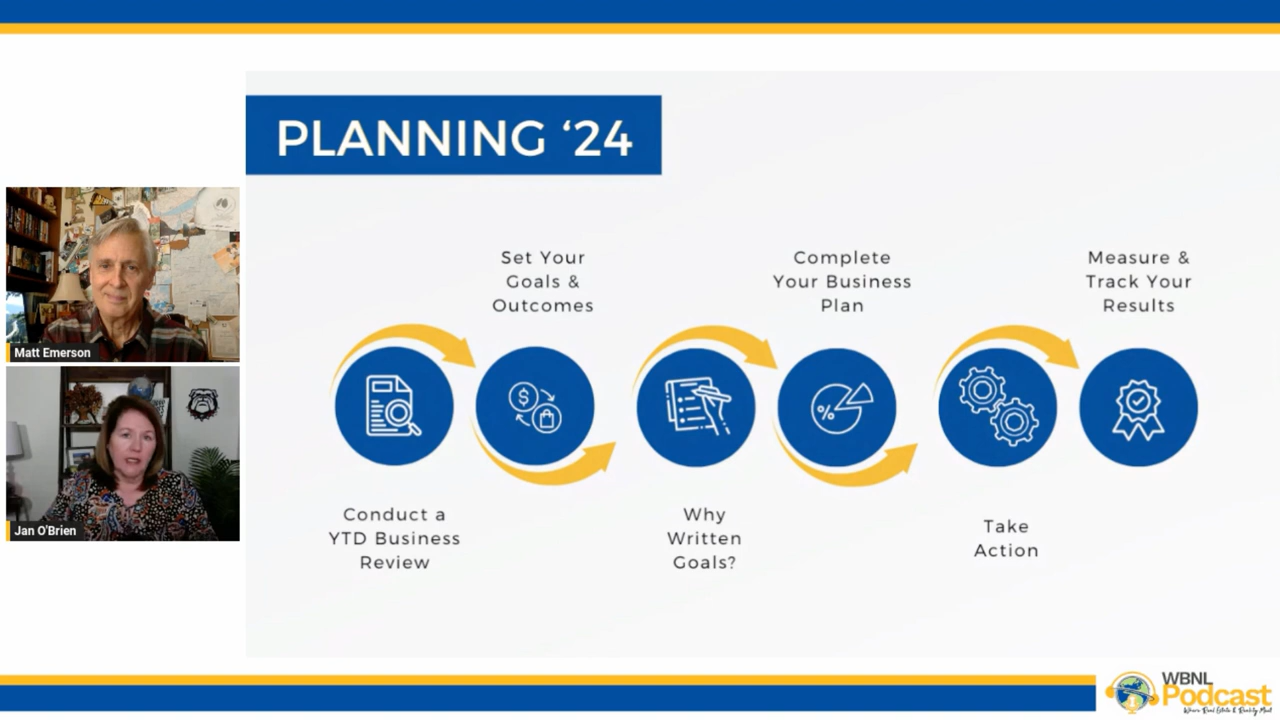 PLANNING ‘24
Set Your
Goals &
Outcomes
Complete
Your Business
Plan
Measure &
Track Your
Results
$
%
Conduct a
YTD Business
Review
Why
Written
Goals?
Take
Action
Matt Emerson
Jan O'Brien
WBNL
Podcast